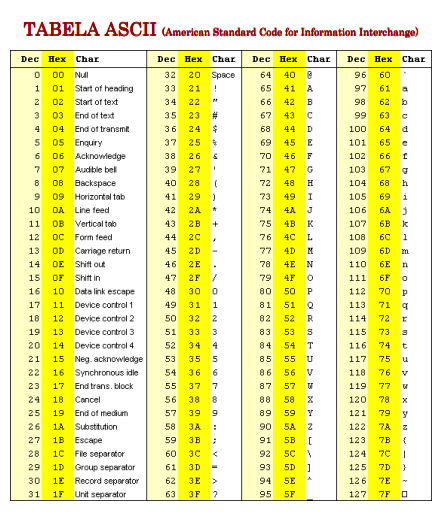 TABELA ASCII (American Standard Code for Information Interchange)
Dec Hex Char Dec Hex Char Dec Hex Char Dec Hex Char
0 00 Null 32 20 Space 64 40 @ 96 60 `
1 01 Start of heading 33 21 ! 65 41 A 97 61 a
2 02 Start of text 34 22 " 66 42 B 98 62 b
3 03 End of text 35 23 # 67 43 C 99 63 c
4 04 End of transmit 36 24 $ 68 44 D 100 64 d
5 05 Enquiry 37 25 % 69 45 E 101 65 e
6 06 Acknowledge 38 26 & 70 46 F 102 66 f
7 07 Audible bell 39 27 ' 71 47 G 103 67 g
8 08 Backspace 40 28 ( 72 48 H 104 68 h
9 09 Horizontal tab 41 29 ) 73 49 I 105 69 i
10 0A Line feed 42 2A * 74 4A J 106 6A j
11 0B Vertical tab 43 2B + 75 4B K 107 6B k
12 0C Form feed 44 2C , 76 4C L 108 6C l
13 0D Carriage return 45 2D - 77 4D M 109 6D m
14 0E Shift out 46 2E . 78 4E N 110 6E n
15 0F Shift in 47 2F / 79 4F O 111 6F o
16 10 Data link escape 48 30 0 80 50 P 112 70 p
17 11 Device control 1 49 31 1 81 51 Q 113 71 q
18 12 Device control 2 50 32 2 82 52 R 114 72 r
19 13 Device control 3 51 33 3 83 53 S 115 73 s
20 14 Device control 4 52 34 4 84 54 T 116 74 t
21 15 Neg. acknowledge 53 35 5 85 55 U 117 75 u
22 16 Synchronous idle 54 36 6 86 56 V 118 76 v
23 17 End trans. block 55 37 7 87 57 W 119 77 w
24 18 Cancel 56 38 8 88 58 X 120 78 x
25 19 End of medium 57 39 9 89 59 Y 121 79 y
26 1A Substitution 58 3A : 90 5A Z 122 7A z
27 1B Escape 59 3B ; 91 5B [ 123 7B {
28 1C File separator 60 3C < 92 5C \ 124 7C |
29 1D Group separator 61 3D = 93 5D ] 125 7D }
30 1E Record separator 62 3E > 94 5E ^ 126 7E ~
31 1F Unit separator 63 3F ? 95 5F _ 127 7F □